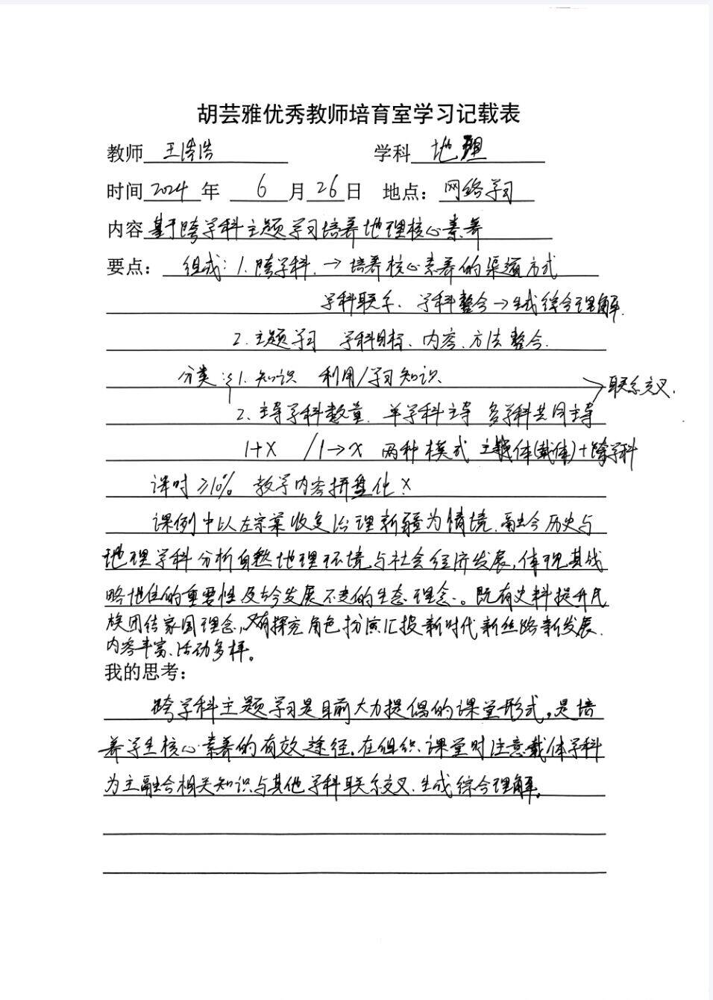 胡芸雅优秀教师培育室学习记载表
教师 王浩浩 学科 地理
时间 2024 年 6 月 26 日 地点： 网络学习
内容 基于跨学科主题学习培养地理核心素养
要点： 组成：1.跨学科.→培养核心素养的渠道方式
学科联系、学科整合→生成综合理解.
2.主题学习 学科目标、内容、方法整合.
分类：{1.知识 利用/学习知识
联系交叉.
2.主导学科数量. 单学科主导 多学科共同主导
1+X /1→X 两种模式 主题体(载体)+跨学科
课时≥10% 教学内容拼盘化×
课例中以左宗棠收复治理新疆为情境.融合历史与
地理学科分析自然地理环境与社会经济发展,体现其战
略地位的重要性及古今发展不变的生态理念。既有史料提升民
族团结家国理念,又有探究角色扮演汇报新时代新丝路新发展.
内容丰富、活动多样。
我的思考：
跨学科主题学习是目前大力提倡的课堂形式,是培
养学生核心素养的有效途径.在组织课堂时注意载体学科
为主融合相关知识与其他学科联系交叉.生成综合理解.